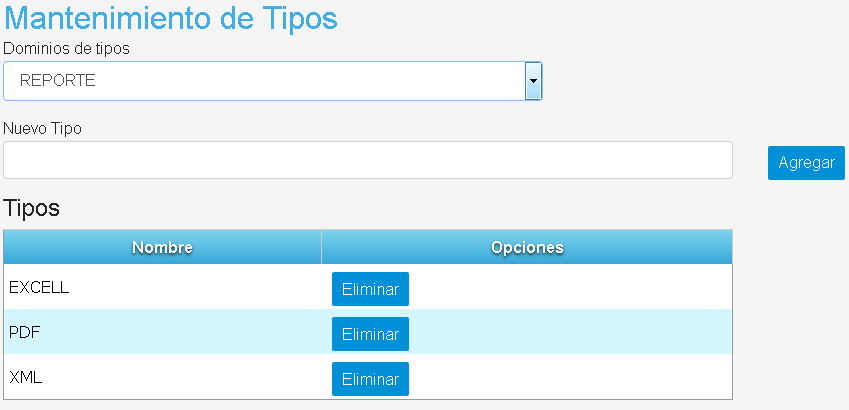 Mantenimiento de Tipos
Dominios de tipos
REPORTE
Nuevo Tipo
Agregar
Tipos
Nombre Opciones
EXCELL Eliminar
PDF Eliminar
XML Eliminar